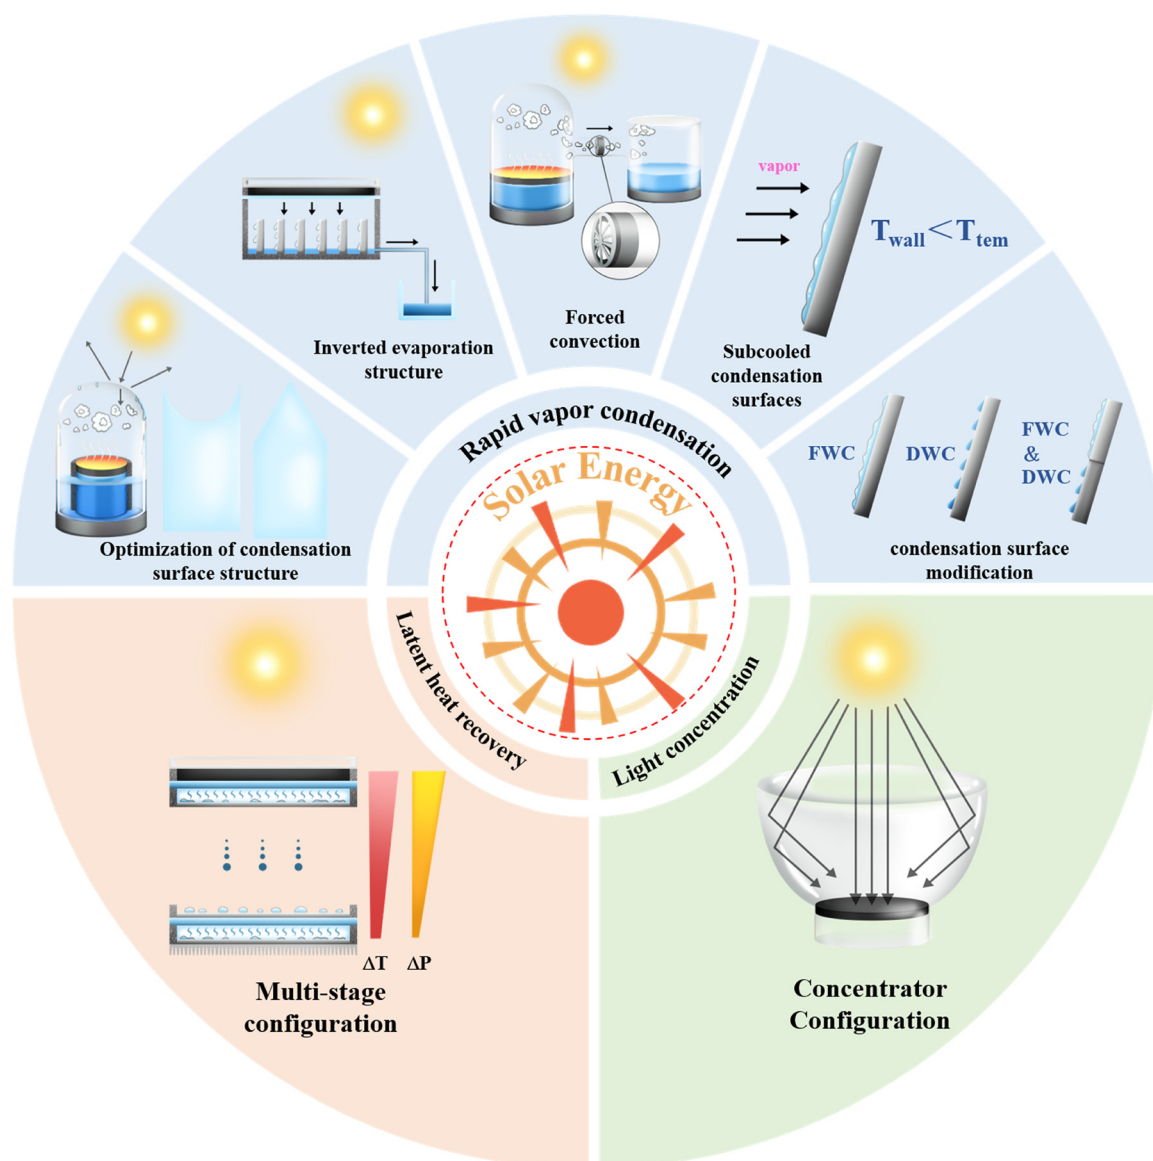 vapor
Twall<Ttem
Forced
convection
Inverted evaporation
structure
Subcooled
condensation
surfaces
Optimization of condensation
surface structure
FWC
DWC
FWC
&
DWC
condensation surface
modification
Rapid vapor condensation
Solar Energy
Latent heat recovery
Light concentration
ΔT
ΔP
Multi-stage
configuration
Concentrator
Configuration